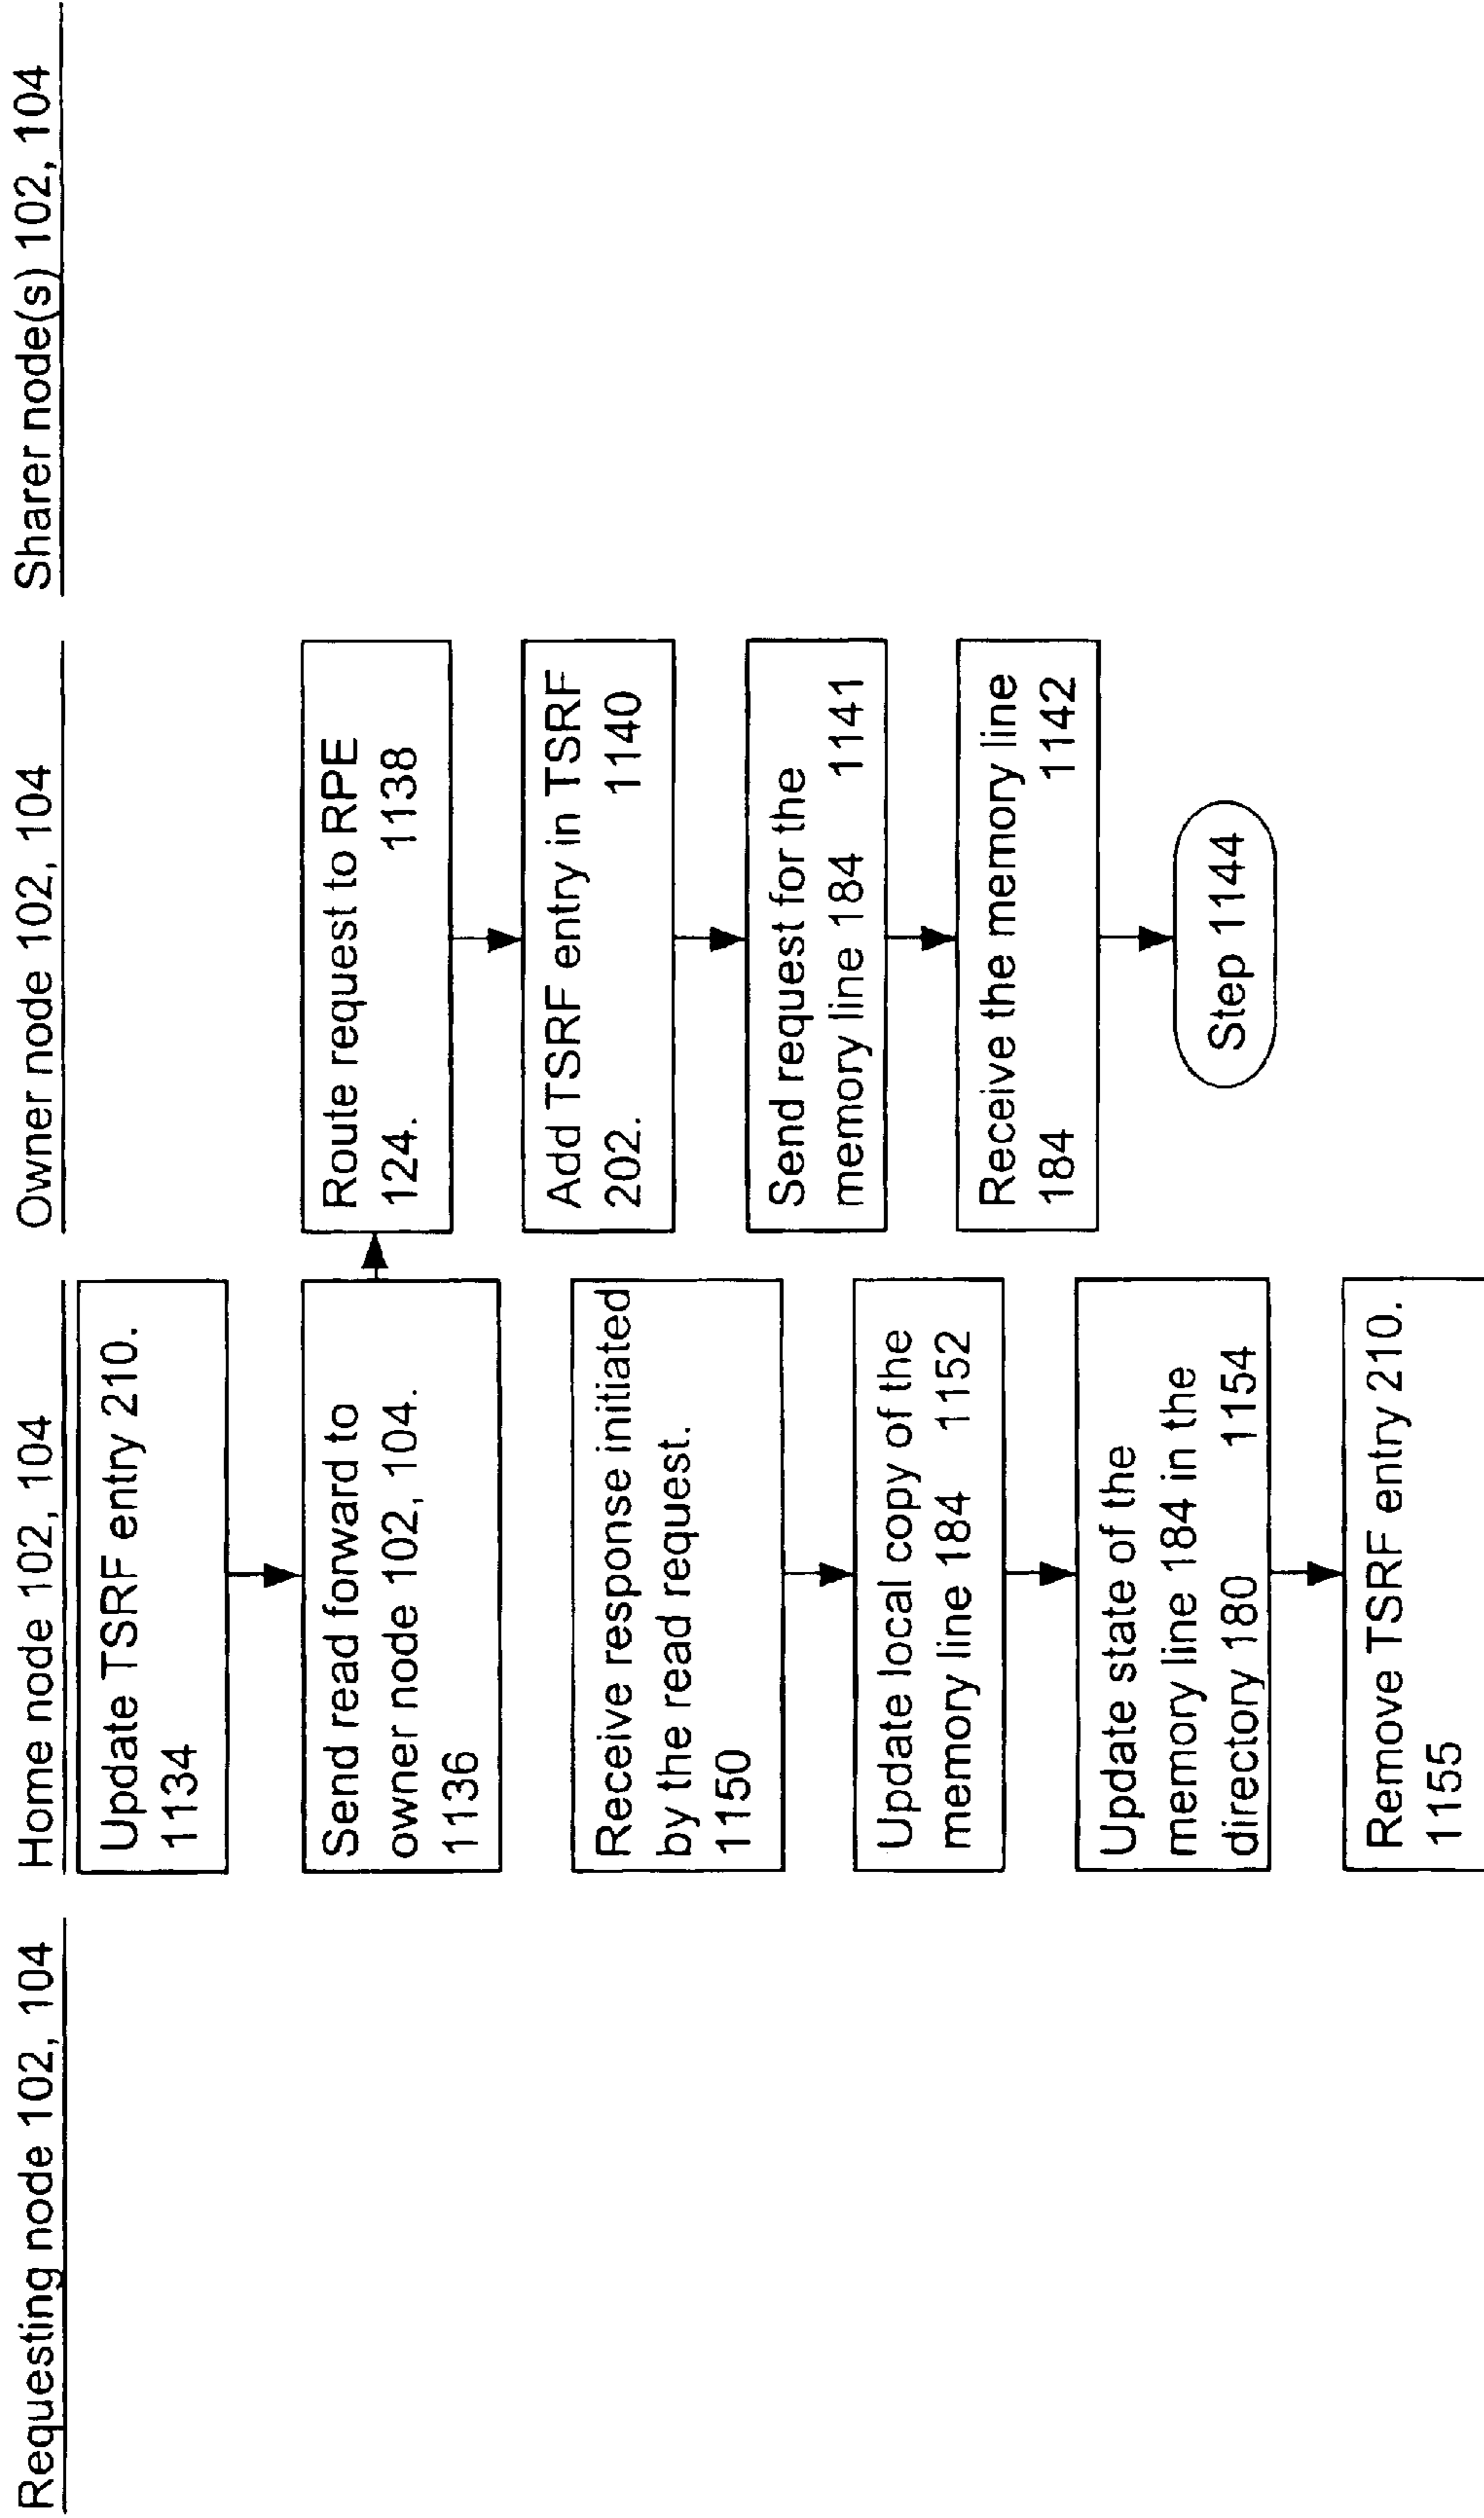 Requesting node 102, 104
Home node 102, 104
Owner node 102, 104
Sharer node(s) 102, 104
Update TSRF entry 210.
1134
Send read forward to
owner node 102, 104.
1136
Receive response initiated
by the read request.
1150
Update local copy of the
memory line 184 1152
Update state of the
memory line 184 in the
directory 180 1154
Remove TSRF entry 210.
1155
Route request to RPE
124. 1138
Add TSRF entry in TSRF
202. 1140
Send request for the
memory line 184 1141
Receive the memory line
184 1142
Step 1144